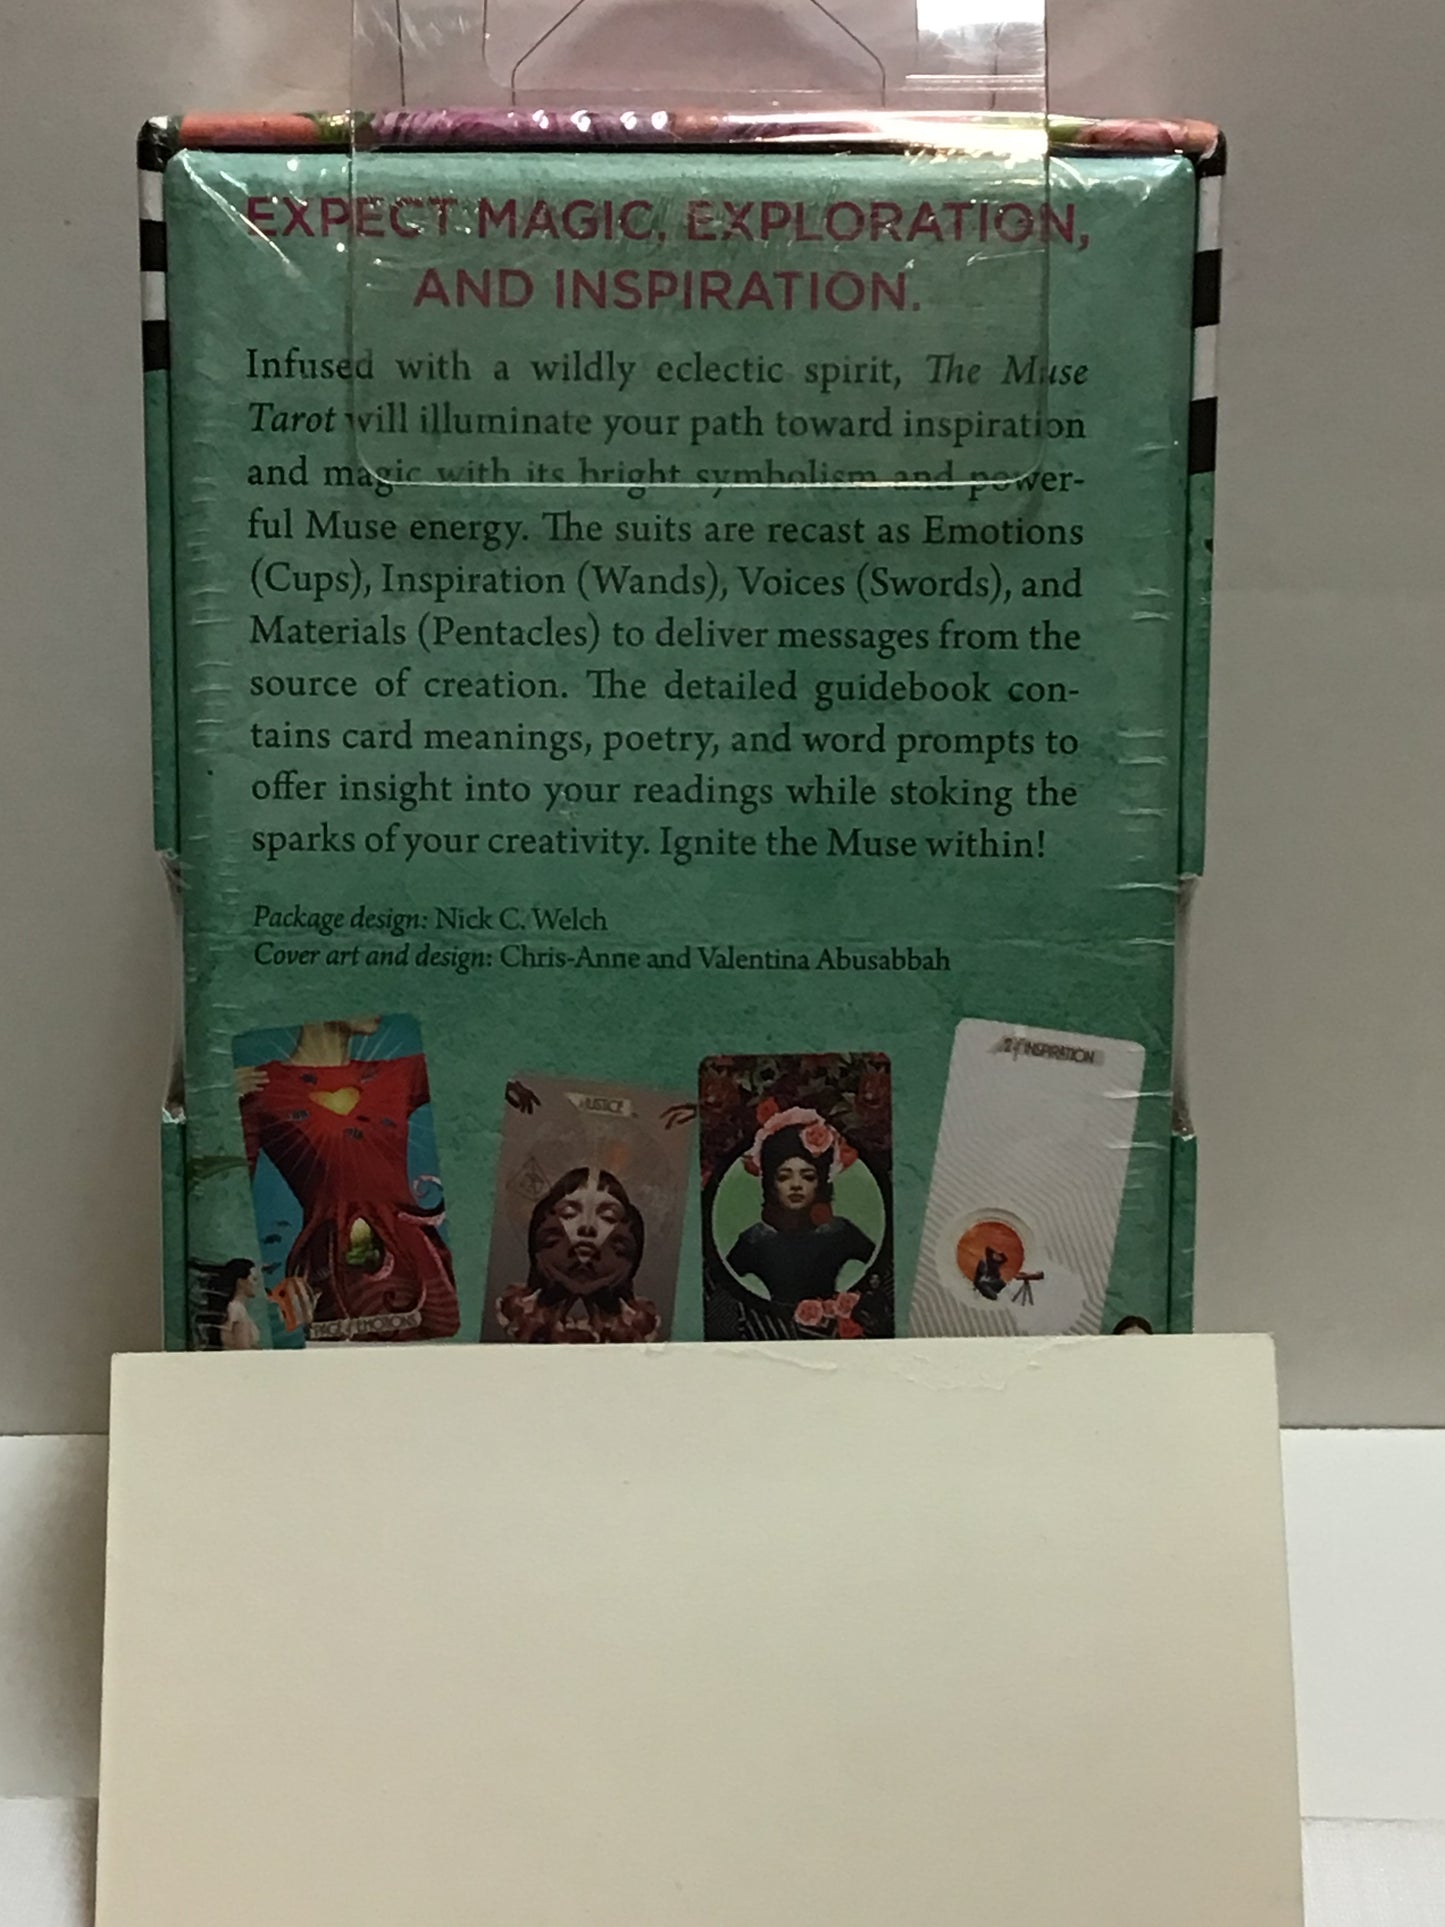 EXPECT MAGIC, EXPLORATION,
AND INSPIRATION.
Infused with a wildly eclectic spirit, The Muse
Tarot will illuminate your path toward inspiration
and magic with its bright symbolism and power-
ful Muse energy. The suits are recast as Emotions
(Cups), Inspiration (Wands), Voices (Swords), and
Materials (Pentacles) to deliver messages from the
source of creation. The detailed guidebook con-
tains card meanings, poetry, and word prompts to
offer insight into your readings while stoking the
sparks of your creativity. Ignite the Muse within!
Package design: Nick C. Welch
Cover art and design: Chris-Anne and Valentina Abusabbah
JUSTICE
2 / INSPIRATION
PAGE / EMOTIONS